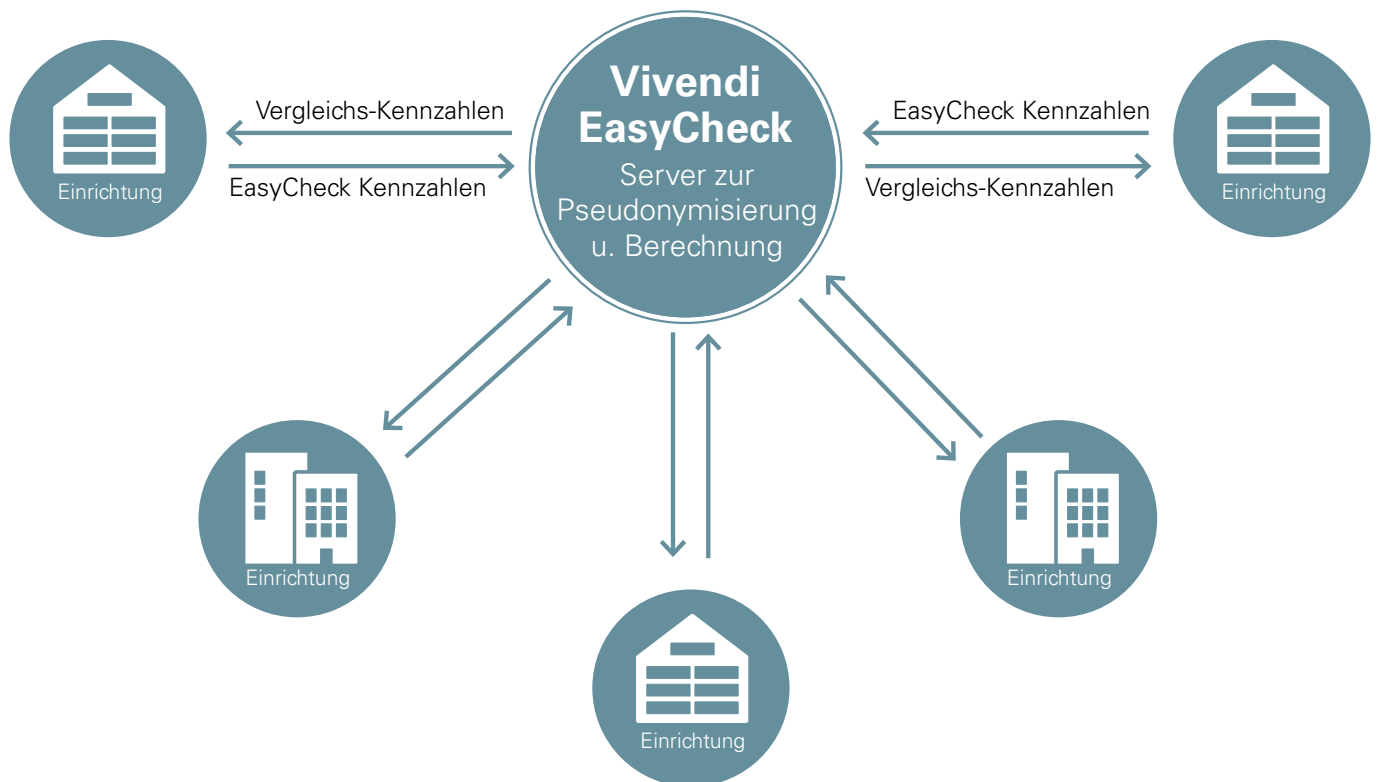 Vivendi
EasyCheck
Server zur
Pseudonymisierung
u. Berechnung
Vergleichs-Kennzahlen
EasyCheck Kennzahlen
EasyCheck Kennzahlen
Vergleichs-Kennzahlen
Einrichtung
Einrichtung
Einrichtung
Einrichtung
Einrichtung